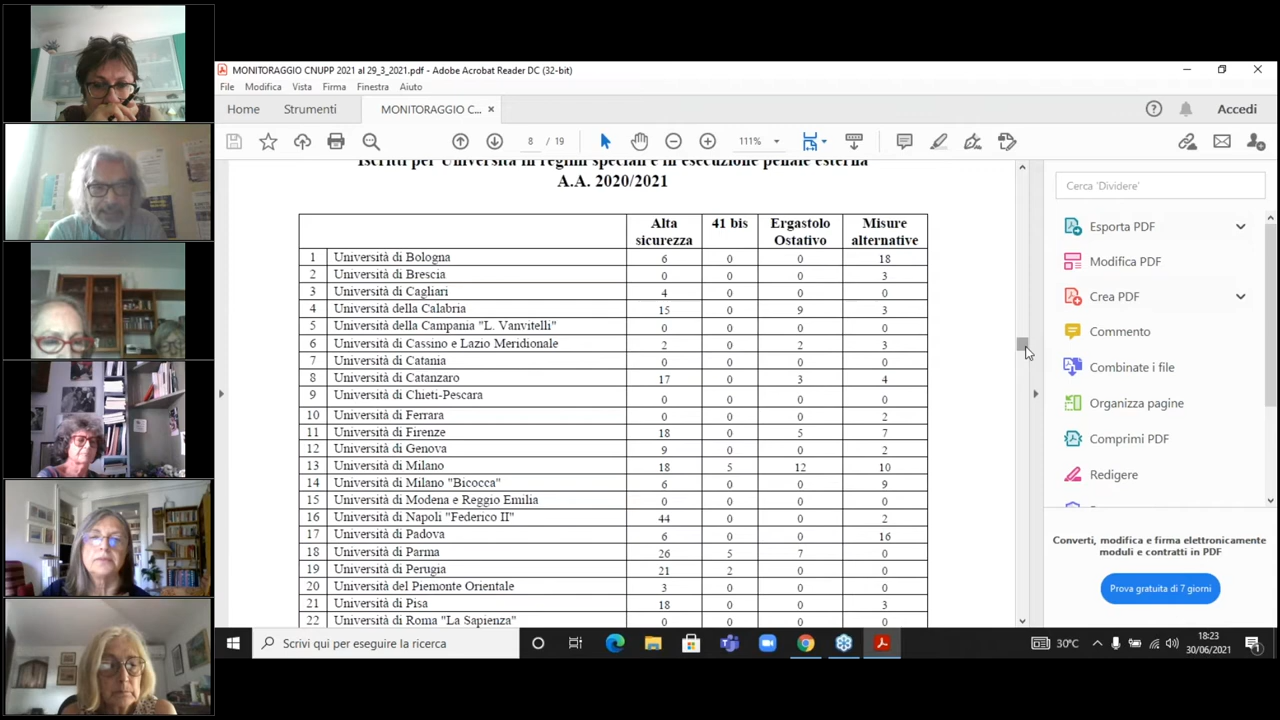 MONITORAGGIO CNUPP 2021 al 29_3_2021.pdf - Adobe Acrobat Reader DC (32-bit)
File Modifica Vista Firma Finestra Aiuto
Home Strumenti MONITORAGGIO C... × Accedi
8 / 19 111%
Iscritti per Università in regimi speciali e in esecuzione penale esterna
A.A. 2020/2021
Alta sicurezza 41 bis Ergastolo Ostativo Misure alternative
1 Università di Bologna 6 0 0 18
2 Università di Brescia 0 0 0 3
3 Università di Cagliari 4 0 0 0
4 Università della Calabria 15 0 9 3
5 Università della Campania "L. Vanvitelli" 0 0 0 0
6 Università di Cassino e Lazio Meridionale 2 0 2 3
7 Università di Catania 0 0 0 0
8 Università di Catanzaro 17 0 3 4
9 Università di Chieti-Pescara 0 0 0 0
10 Università di Ferrara 0 0 0 2
11 Università di Firenze 18 0 5 7
12 Università di Genova 9 0 0 2
13 Università di Milano 18 5 12 10
14 Università di Milano "Bicocca" 6 0 0 9
15 Università di Modena e Reggio Emilia 0 0 0 0
16 Università di Napoli "Federico II" 44 0 0 2
17 Università di Padova 6 0 0 16
18 Università di Parma 26 5 7 0
19 Università di Perugia 21 2 0 0
20 Università del Piemonte Orientale 3 0 0 0
21 Università di Pisa 18 0 0 3
22 Università di Roma "La Sapienza" 0 0 0 0
Cerca 'Dividere'
Esporta PDF
Modifica PDF
Crea PDF
Commento
Combinate i file
Organizza pagine
Comprimi PDF
Redigere
Converti, modifica e firma elettronicamente
moduli e contratti in PDF
Prova gratuita di 7 giorni
Scrivi qui per eseguire la ricerca
30°C
18:23
30/06/2021
1